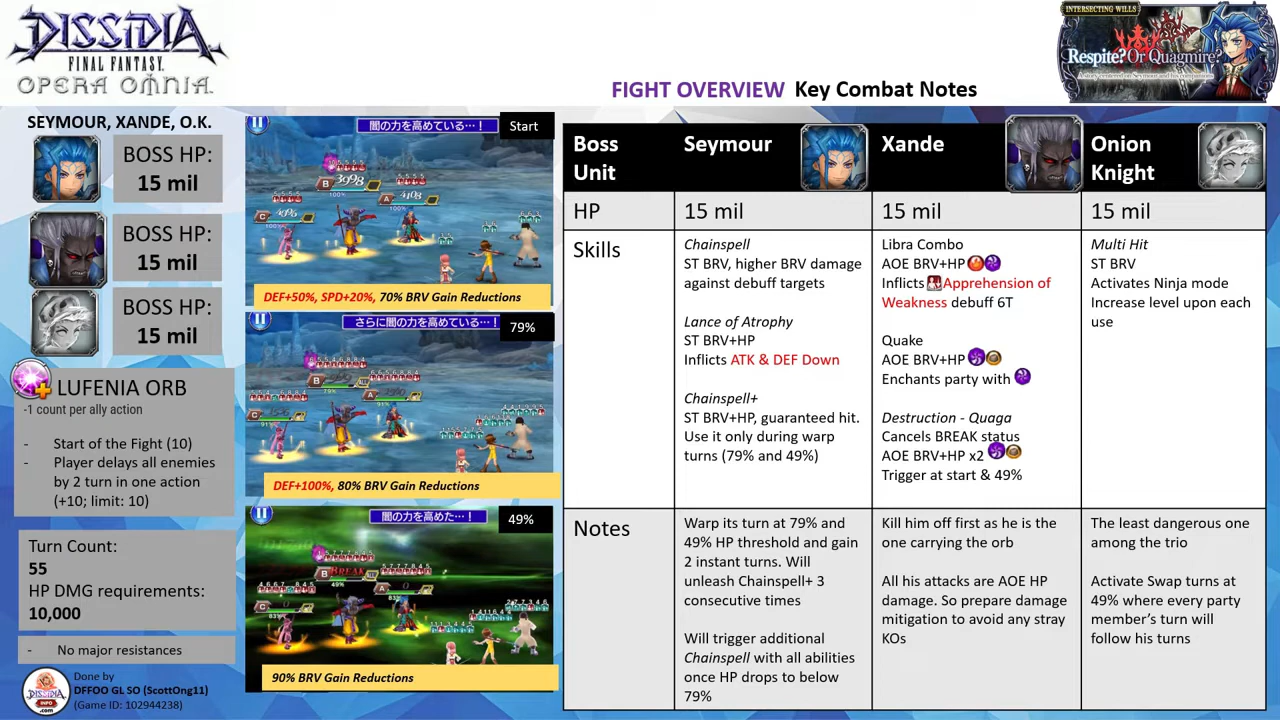 DISSIDIA
FINAL FANTASY
OPERA OMNIA
INTERSECTING WILLS
Respite? Or Quagmire?
A story centered on Seymour and his companions
FIGHT OVERVIEW Key Combat Notes
SEYMOUR, XANDE, O.K.
BOSS HP:
15 mil
BOSS HP:
15 mil
BOSS HP:
15 mil
LUFENIA ORB
-1 count per ally action
- Start of the Fight (10)
- Player delays all enemies
by 2 turn in one action
(+10; limit: 10)
Turn Count:
55
HP DMG requirements:
10,000
- No major resistances
Done by
DFFOO GL SO (ScottOng11)
(Game ID: 102944238)
DISSIDIA
INFO
.com
闇の力を高めている…！
Start
DEF+50%, SPD+20%, 70% BRV Gain Reductions
さらに闇の力を高めている…！
79%
DEF+100%, 80% BRV Gain Reductions
闇の力を高めた…！
49%
BREAK
90% BRV Gain Reductions
Boss
Unit
Seymour
Xande
Onion
Knight
HP
15 mil
15 mil
15 mil
Skills
Chainspell
ST BRV, higher BRV damage
against debuff targets
Lance of Atrophy
ST BRV+HP
Inflicts ATK & DEF Down
Chainspell+
ST BRV+HP, guaranteed hit.
Use it only during warp
turns (79% and 49%)
Libra Combo
AOE BRV+HP
Inflicts Apprehension of
Weakness debuff 6T
Quake
AOE BRV+HP
Enchants party with
Destruction - Quaga
Cancels BREAK status
AOE BRV+HP x2
Trigger at start & 49%
Multi Hit
ST BRV
Activates Ninja mode
Increase level upon each
use
Notes
Warp its turn at 79% and
49% HP threshold and gain
2 instant turns. Will
unleash Chainspell+ 3
consecutive times
Will trigger additional
Chainspell with all abilities
once HP drops to below
79%
Kill him off first as he is the
one carrying the orb
All his attacks are AOE HP
damage. So prepare damage
mitigation to avoid any stray
KOs
The least dangerous one
among the trio
Activate Swap turns at
49% where every party
member's turn will
follow his turns